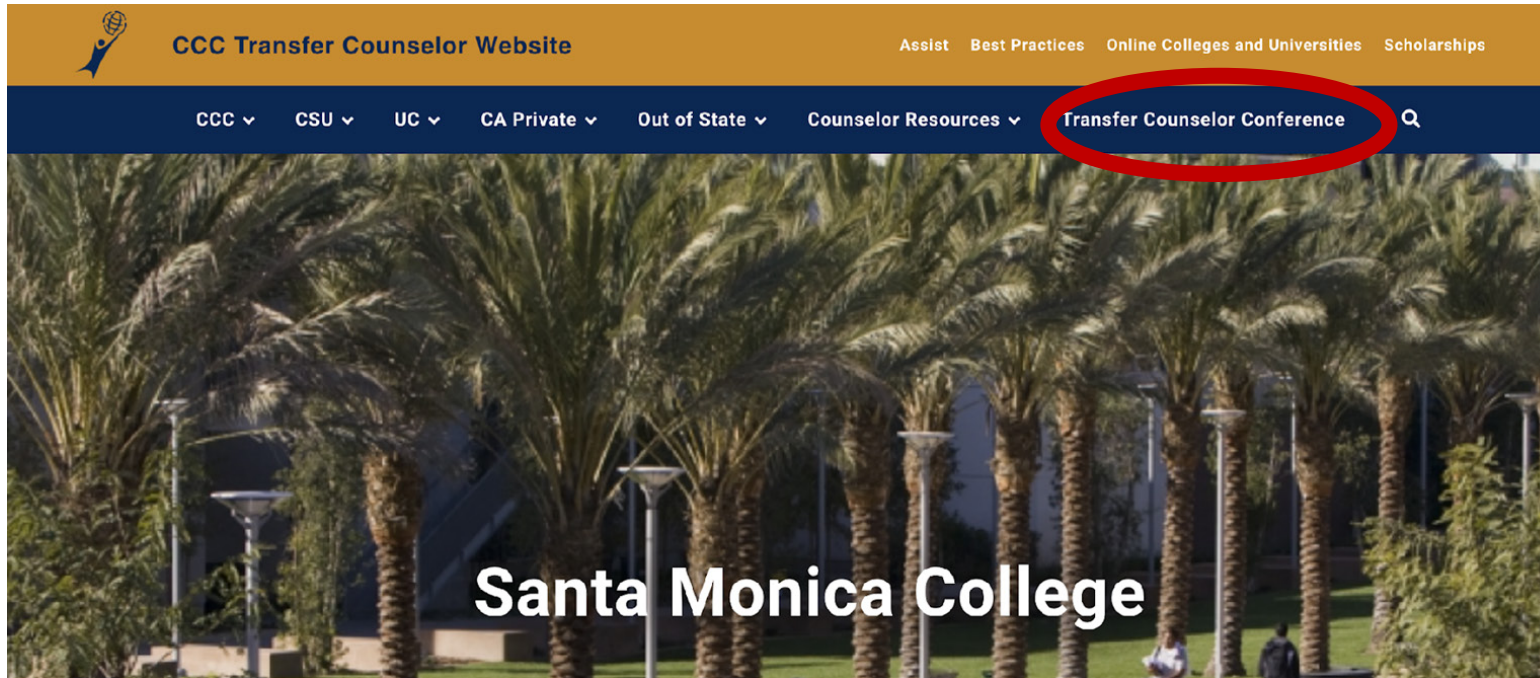 CCC Transfer Counselor Website
Assist Best Practices Online Colleges and Universities Scholarships
CCC CSU UC CA Private Out of State Counselor Resources Transfer Counselor Conference
Santa Monica College